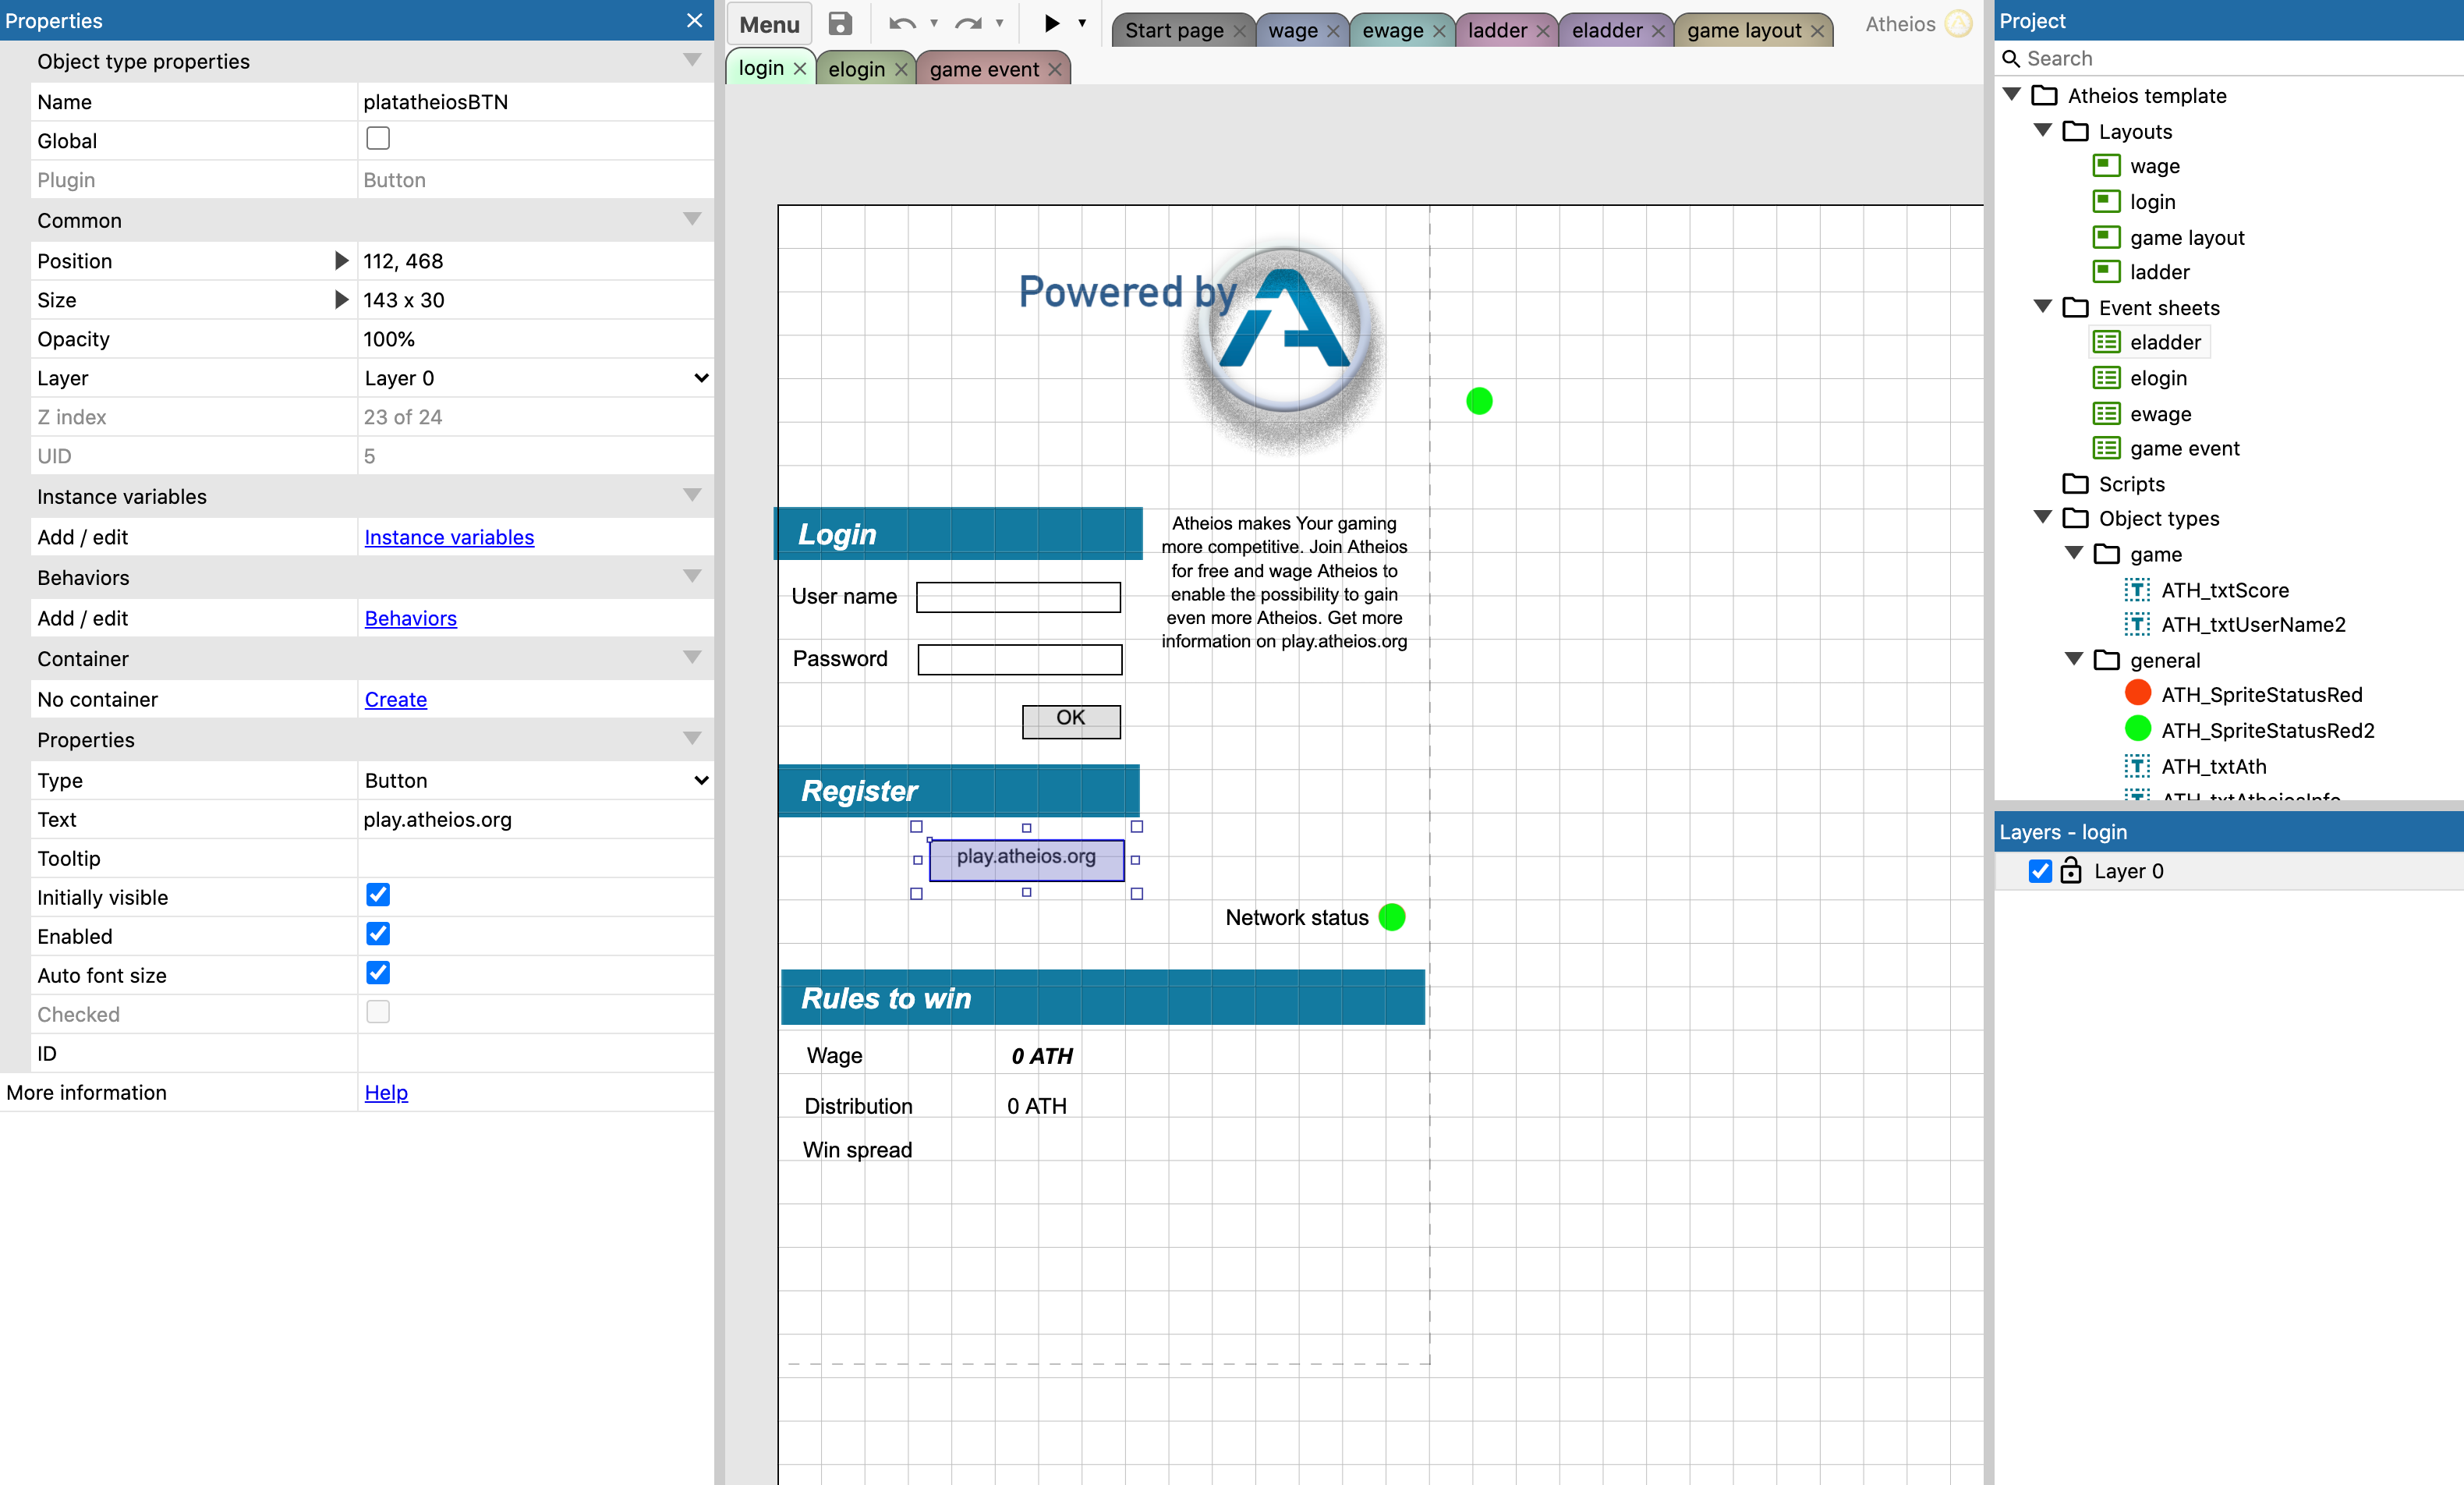 Properties
Object type properties
Name platatheiosBTN
Global
Plugin Button
Common
Position 112, 468
Size 143 x 30
Opacity 100%
Layer Layer 0
Z index 23 of 24
UID 5
Instance variables
Add / edit Instance variables
Behaviors
Add / edit Behaviors
Container
No container Create
Properties
Type Button
Text play.atheios.org
Tooltip
Initially visible
Enabled
Auto font size
Checked
ID
More information Help
Menu
Start page wage ewage ladder eladder game layout
Atheios
login elogin game event
Powered by
Login
User name
Password
OK
Atheios makes Your gaming
more competitive. Join Atheios
for free and wage Atheios to
enable the possibility to gain
even more Atheios. Get more
information on play.atheios.org
Register
play.atheios.org
Network status
Rules to win
Wage 0 ATH
Distribution 0 ATH
Win spread
Project
Search
Atheios template
Layouts
wage
login
game layout
ladder
Event sheets
eladder
elogin
ewage
game event
Scripts
Object types
game
ATH_txtScore
ATH_txtUserName2
general
ATH_SpriteStatusRed
ATH_SpriteStatusRed2
ATH_txtAth
Layers - login
Layer 0